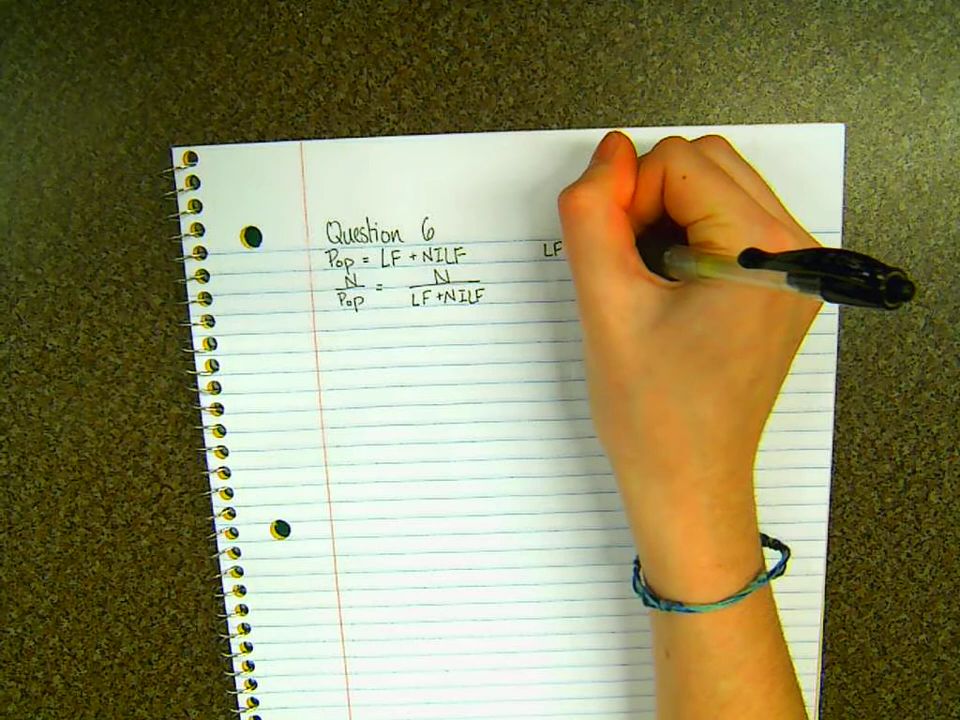 Question 6
Pop = LF + NILF
LF
N/Pop = N/LF + NILF